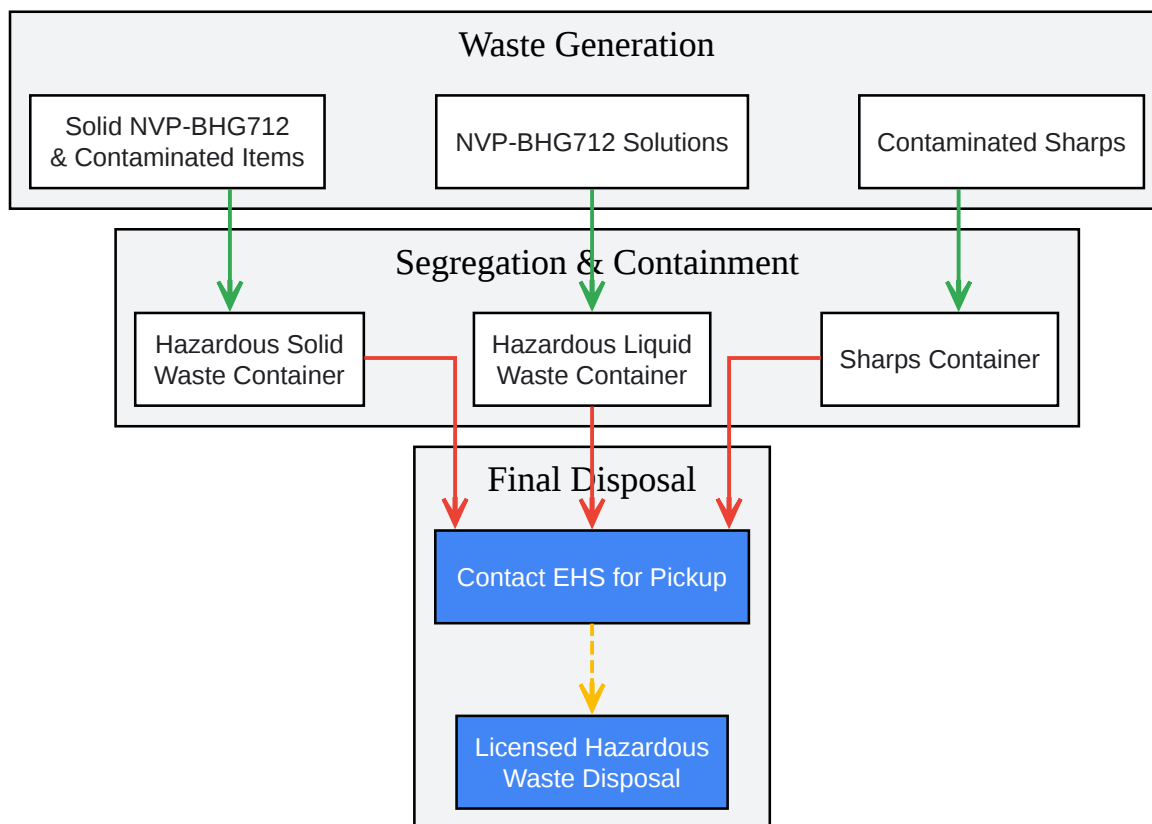 Waste Generation
Solid NVP-BHG712
& Contaminated Items
NVP-BHG712 Solutions
Contaminated Sharps
Segregation & Containment
Hazardous Solid
Waste Container
Hazardous Liquid
Waste Container
Sharps Container
Final Disposal
Contact EHS for Pickup
Licensed Hazardous
Waste Disposal